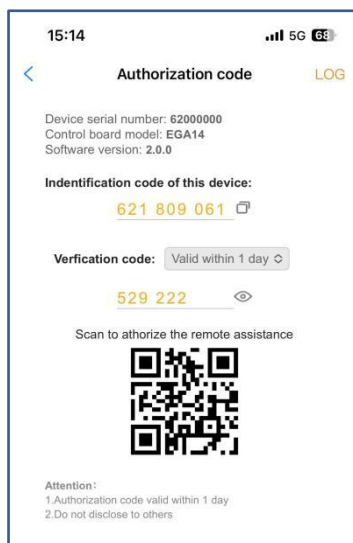 15:14 5G 68
Authorization code LOG
Device serial number: 62000000
Control board model: EGA14
Software version: 2.0.0
Indentification code of this device:
621 809 061
Verfication code: Valid within 1 day
529 222
Scan to athorize the remote assistance
Attention:
1.Authorization code valid within 1 day
2.Do not disclose to others